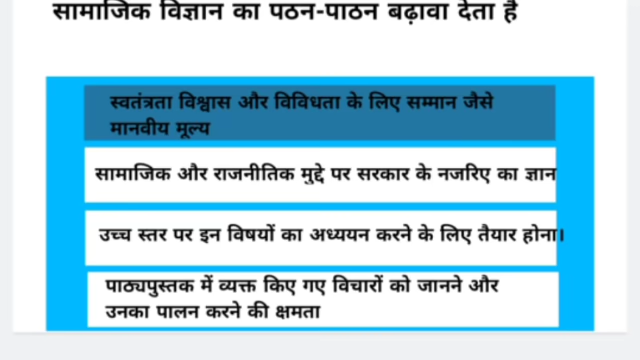 सामाजिक विज्ञान का पठन-पाठन बढ़ावा देता है
स्वतंत्रता विश्वास और विविधता के लिए सम्मान जैसे
मानवीय मूल्य
सामाजिक और राजनीतिक मुद्दे पर सरकार के नजरिए का ज्ञान
उच्च स्तर पर इन विषयों का अध्ययन करने के लिए तैयार होना।
पाठ्यपुस्तक में व्यक्त किए गए विचारों को जानने और
उनका पालन करने की क्षमता